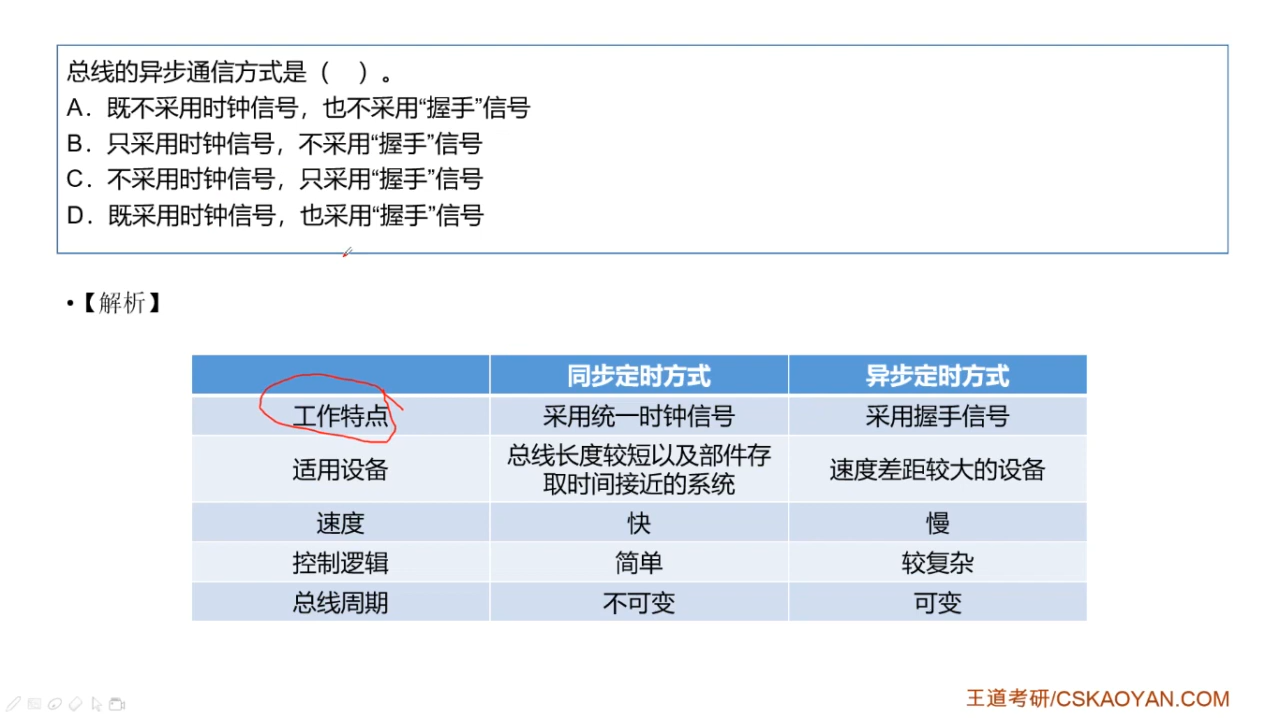 总线的异步通信方式是（ ）。
A．既不采用时钟信号，也不采用“握手”信号
B．只采用时钟信号，不采用“握手”信号
C．不采用时钟信号，只采用“握手”信号
D．既采用时钟信号，也采用“握手”信号
•【解析】
同步定时方式 异步定时方式
工作特点 采用统一时钟信号 采用握手信号
适用设备 总线长度较短以及部件存
取时间接近的系统 速度差距较大的设备
速度 快 慢
控制逻辑 简单 较复杂
总线周期 不可变 可变
王道考研/CSKAOYAN.COM